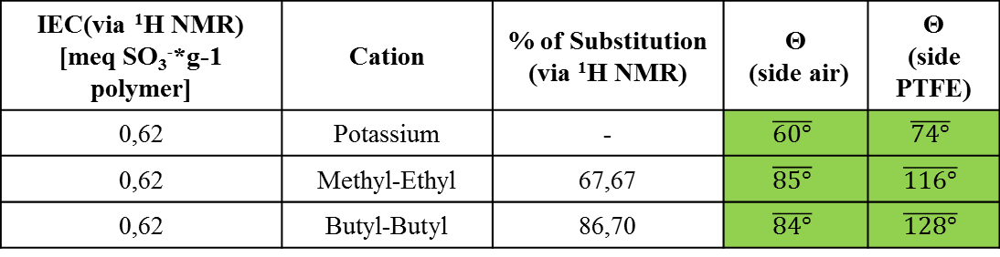 IEC(via ¹H NMR)
[meq SO₃⁻*g-1
polymer]
Cation
% of Substitution
(via ¹H NMR)
Θ
(side air)
Θ
(side
PTFE)
0,62 Potassium - 60° 74°
0,62 Methyl-Ethyl 67,67 85° 116°
0,62 Butyl-Butyl 86,70 84° 128°